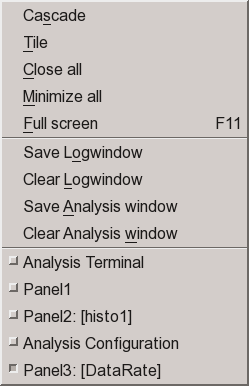 Cascade
Tile
Close all
Minimize all
Full screen F11
Save Logwindow
Clear Logwindow
Save Analysis window
Clear Analysis window
Analysis Terminal
Panel1
Panel2: [histo1]
Analysis Configuration
Panel3: [DataRate]